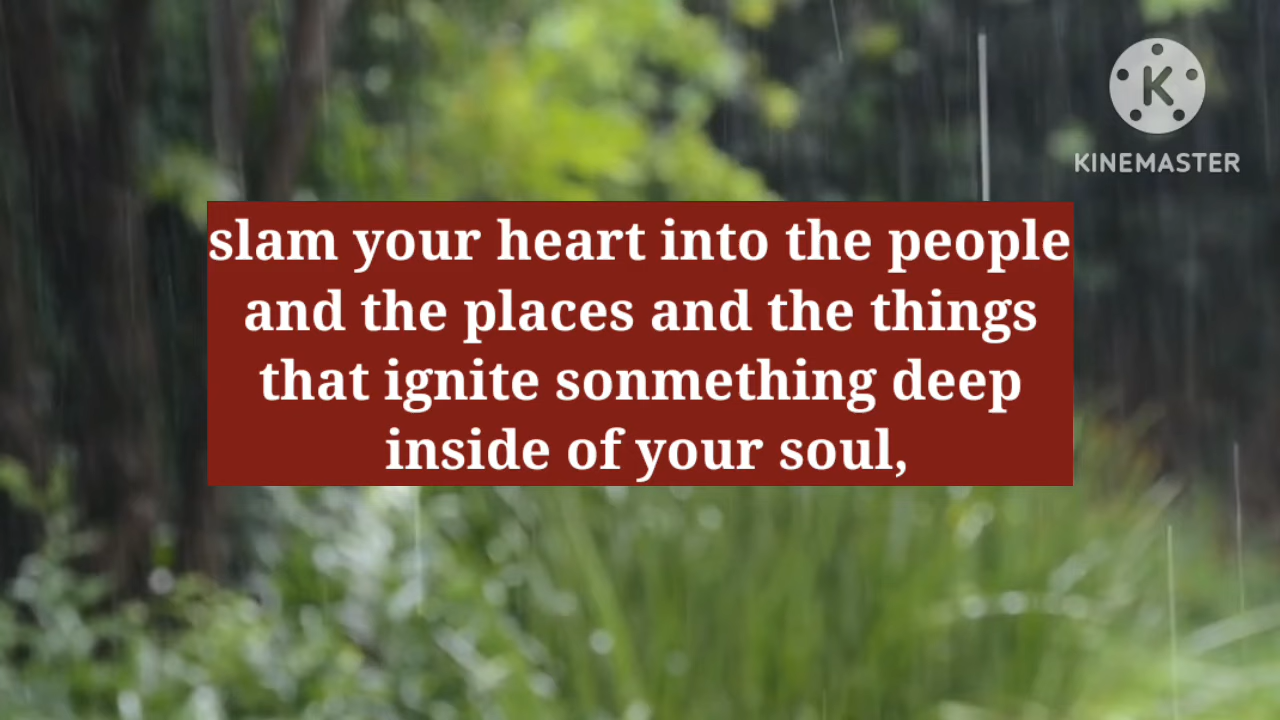 K
KINEMASTER
slam your heart into the people
and the places and the things
that ignite sonmething deep
inside of your soul,